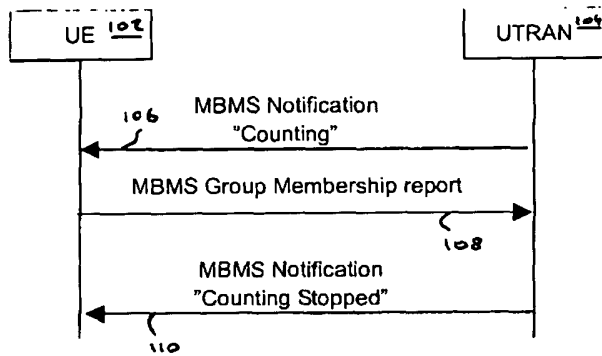 UE 102
UTRAN 104
106
MBMS Notification
"Counting"
MBMS Group Membership report
108
MBMS Notification
"Counting Stopped"
110